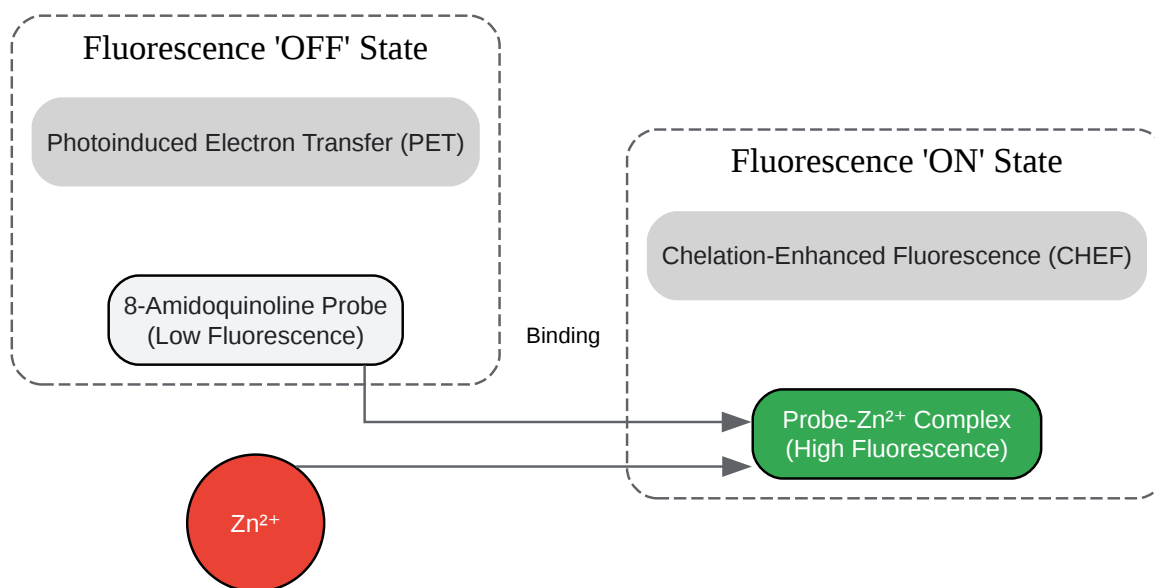 Fluorescence 'OFF' State
Photoinduced Electron Transfer (PET)
8-Amidoquinoline Probe
(Low Fluorescence)
Binding
Zn²⁺
Fluorescence 'ON' State
Chelation-Enhanced Fluorescence (CHEF)
Probe-Zn²⁺ Complex
(High Fluorescence)